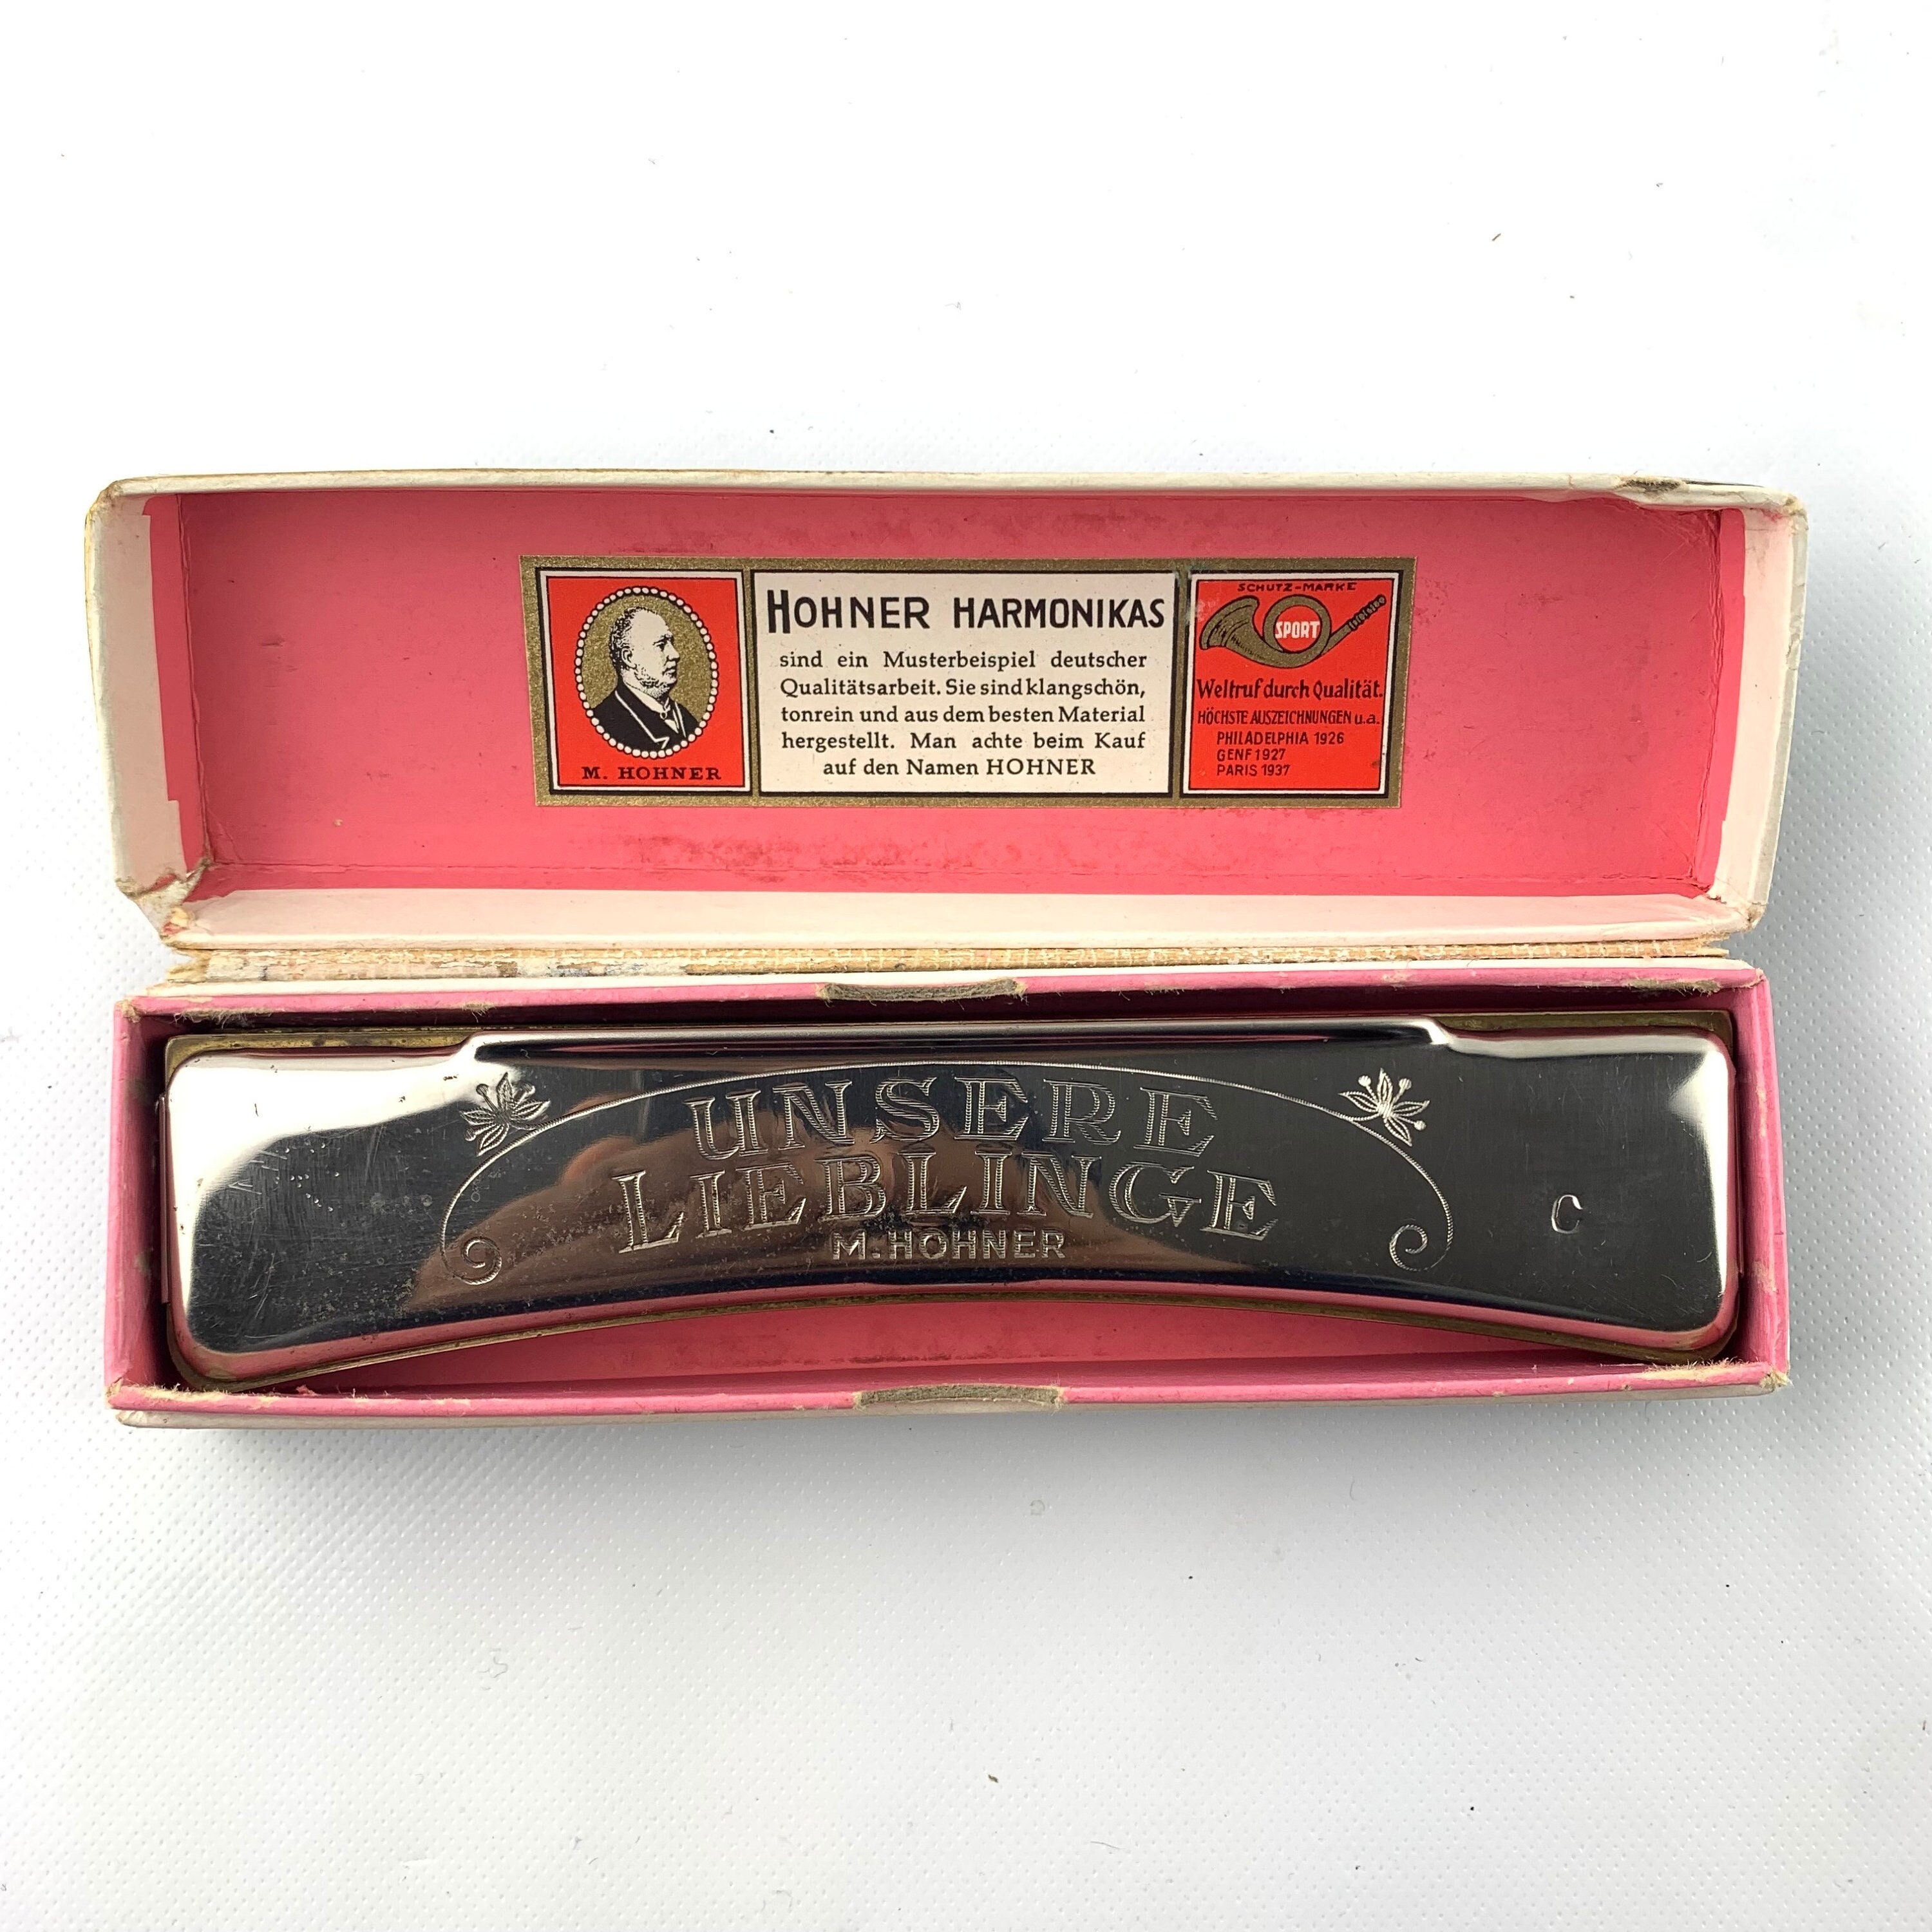 M. HOHNER
HOHNER HARMONIKAS
sind ein Musterbeispiel deutscher
Qualitätsarbeit. Sie sind klangschön,
tonrein und aus dem besten Material
hergestellt. Man achte beim Kauf
auf den Namen HOHNER
SCHUTZ-MARKE
SPORT
Weltruf durch Qualität.
HÖCHSTE AUSZEICHNUNGEN u.a.
PHILADELPHIA 1926
GENF 1927
PARIS 1937
UNSERE
LIEBLINGE
M. HOHNER
C